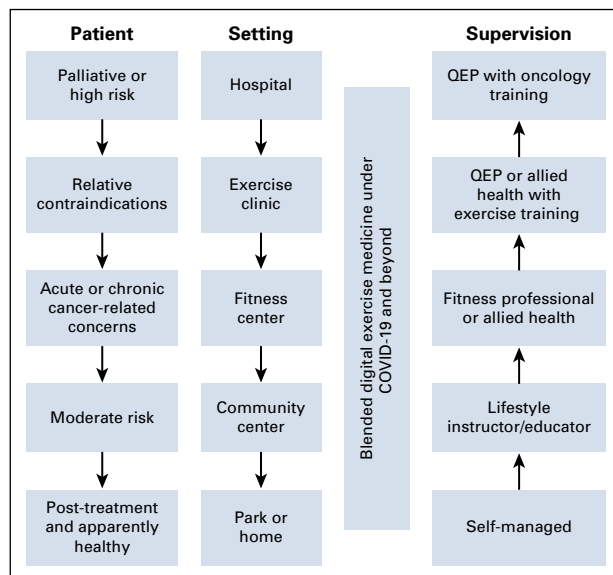 Patient
Palliative or
high risk
Relative
contraindications
Acute or chronic
cancer-related
concerns
Moderate risk
Post-treatment
and apparently
healthy
Setting
Hospital
Exercise
clinic
Fitness
center
Community
center
Park or
home
Blended digital exercise medicine under
COVID-19 and beyond
Supervision
QEP with oncology
training
QEP or allied
health with
exercise training
Fitness professional
or allied health
Lifestyle
instructor/educator
Self-managed